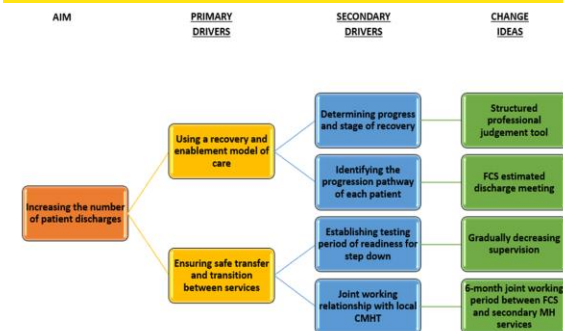 AIM
PRIMARY
DRIVERS
SECONDARY
DRIVERS
CHANGE
IDEAS
Increasing the number
of patient discharges
Using a recovery and
enablement model of
care
Ensuring safe transfer
and transition
between services
Determining progress
and stage of recovery
Identifying the
progression pathway
of each patient
Establishing testing
period of readiness for
step down
Joint working
relationship with local
CMHT
Structured
professional
judgement tool
FCS estimated
discharge meeting
Gradually decreasing
supervision
6-month joint working
period between FCS
and secondary MH
services